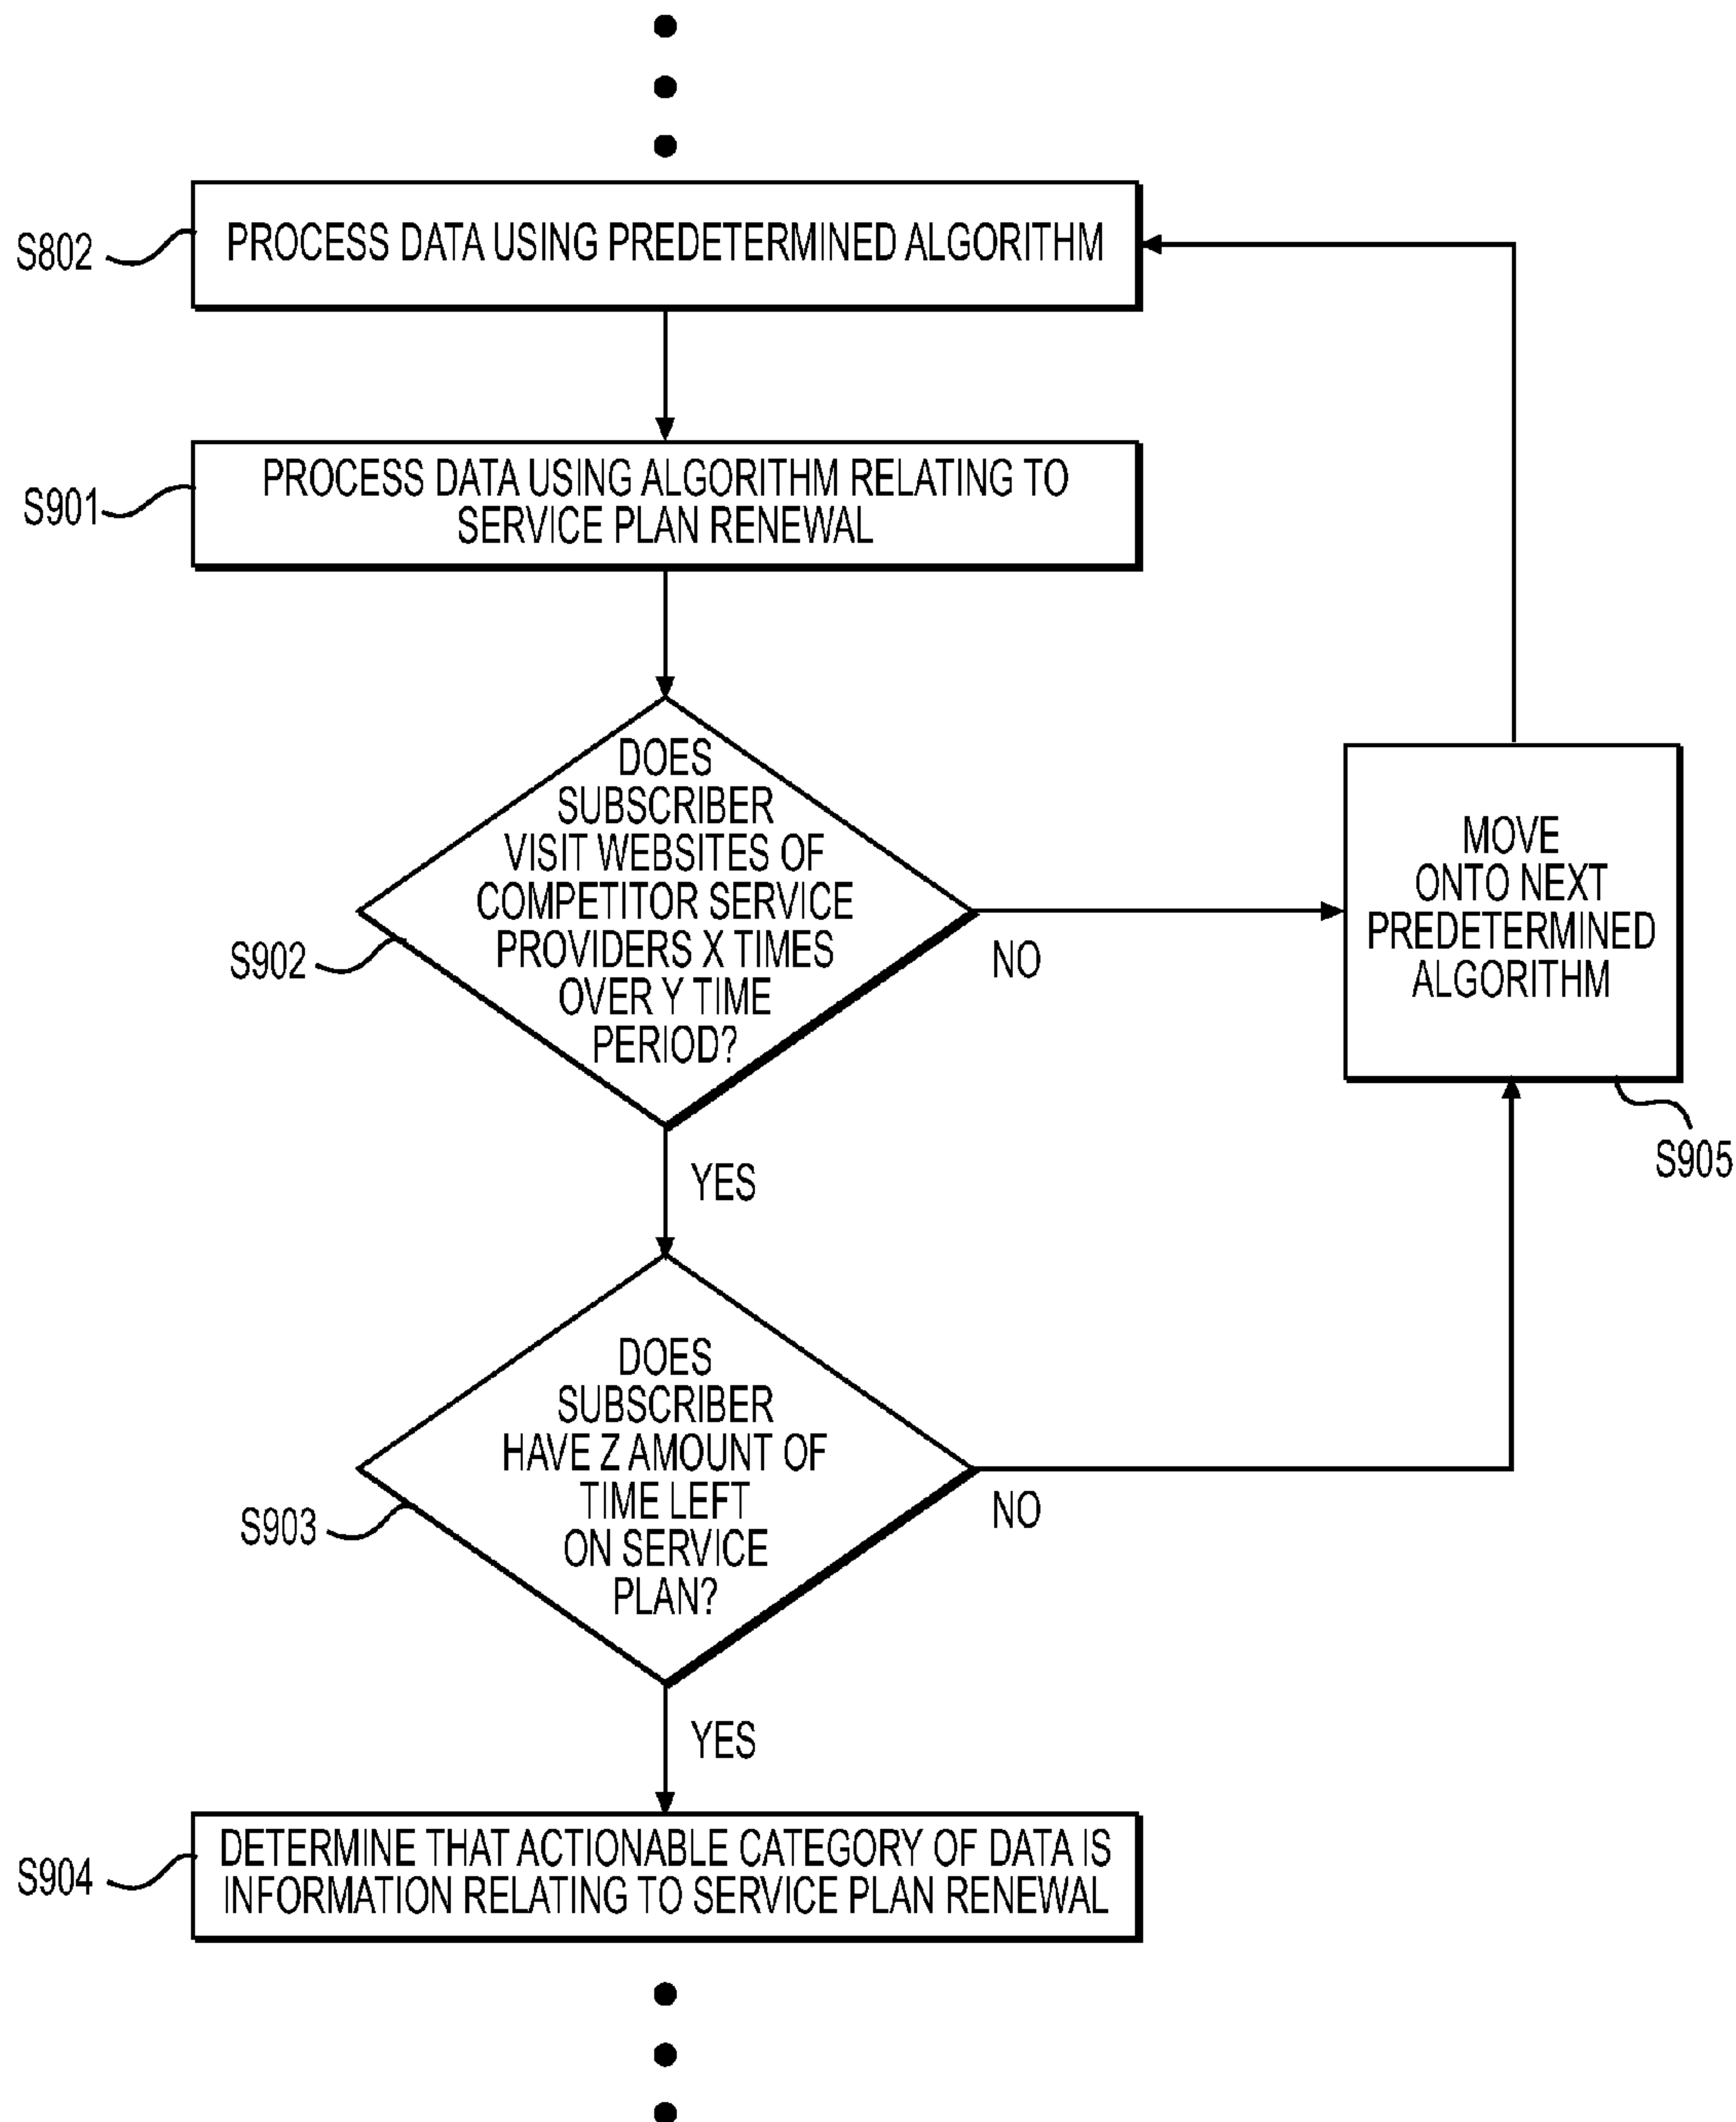 S802
PROCESS DATA USING PREDETERMINED ALGORITHM
S901
PROCESS DATA USING ALGORITHM RELATING TO
SERVICE PLAN RENEWAL
DOES
SUBSCRIBER
VISIT WEBSITES OF
COMPETITOR SERVICE
PROVIDERS X TIMES
OVER Y TIME
PERIOD?
S902
NO
YES
MOVE
ONTO NEXT
PREDETERMINED
ALGORITHM
S905
DOES
SUBSCRIBER
HAVE Z AMOUNT OF
TIME LEFT
ON SERVICE
PLAN?
S903
NO
YES
S904
DETERMINE THAT ACTIONABLE CATEGORY OF DATA IS
INFORMATION RELATING TO SERVICE PLAN RENEWAL